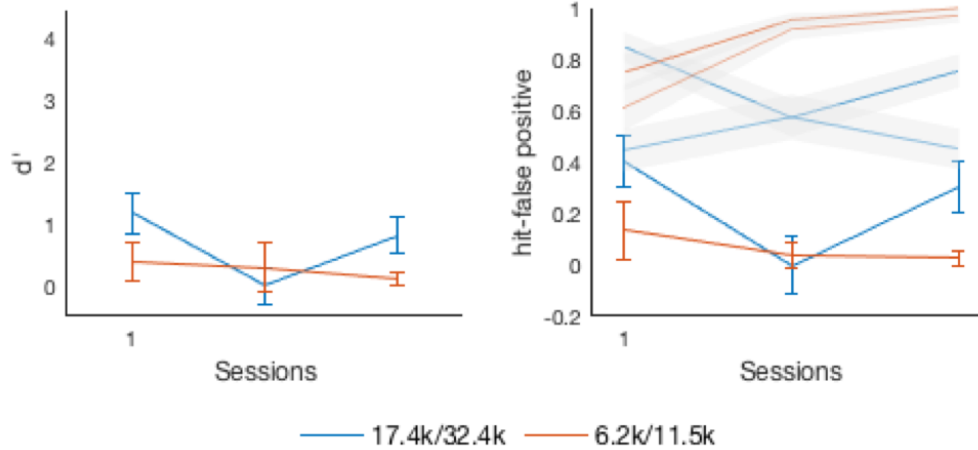 4
3
2
1
0
d'
1
Sessions
1
0.8
0.6
0.4
0.2
0
-0.2
hit-false positive
1
Sessions
17.4k/32.4k 6.2k/11.5k